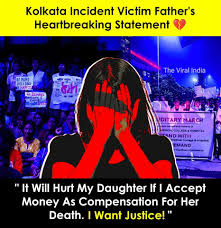 Kolkata Incident Victim Father's
Heartbreaking Statement 💔
The Viral India
DEMAND
" It Will Hurt My Daughter If I Accept
Money As Compensation For Her
Death. I Want Justice! "